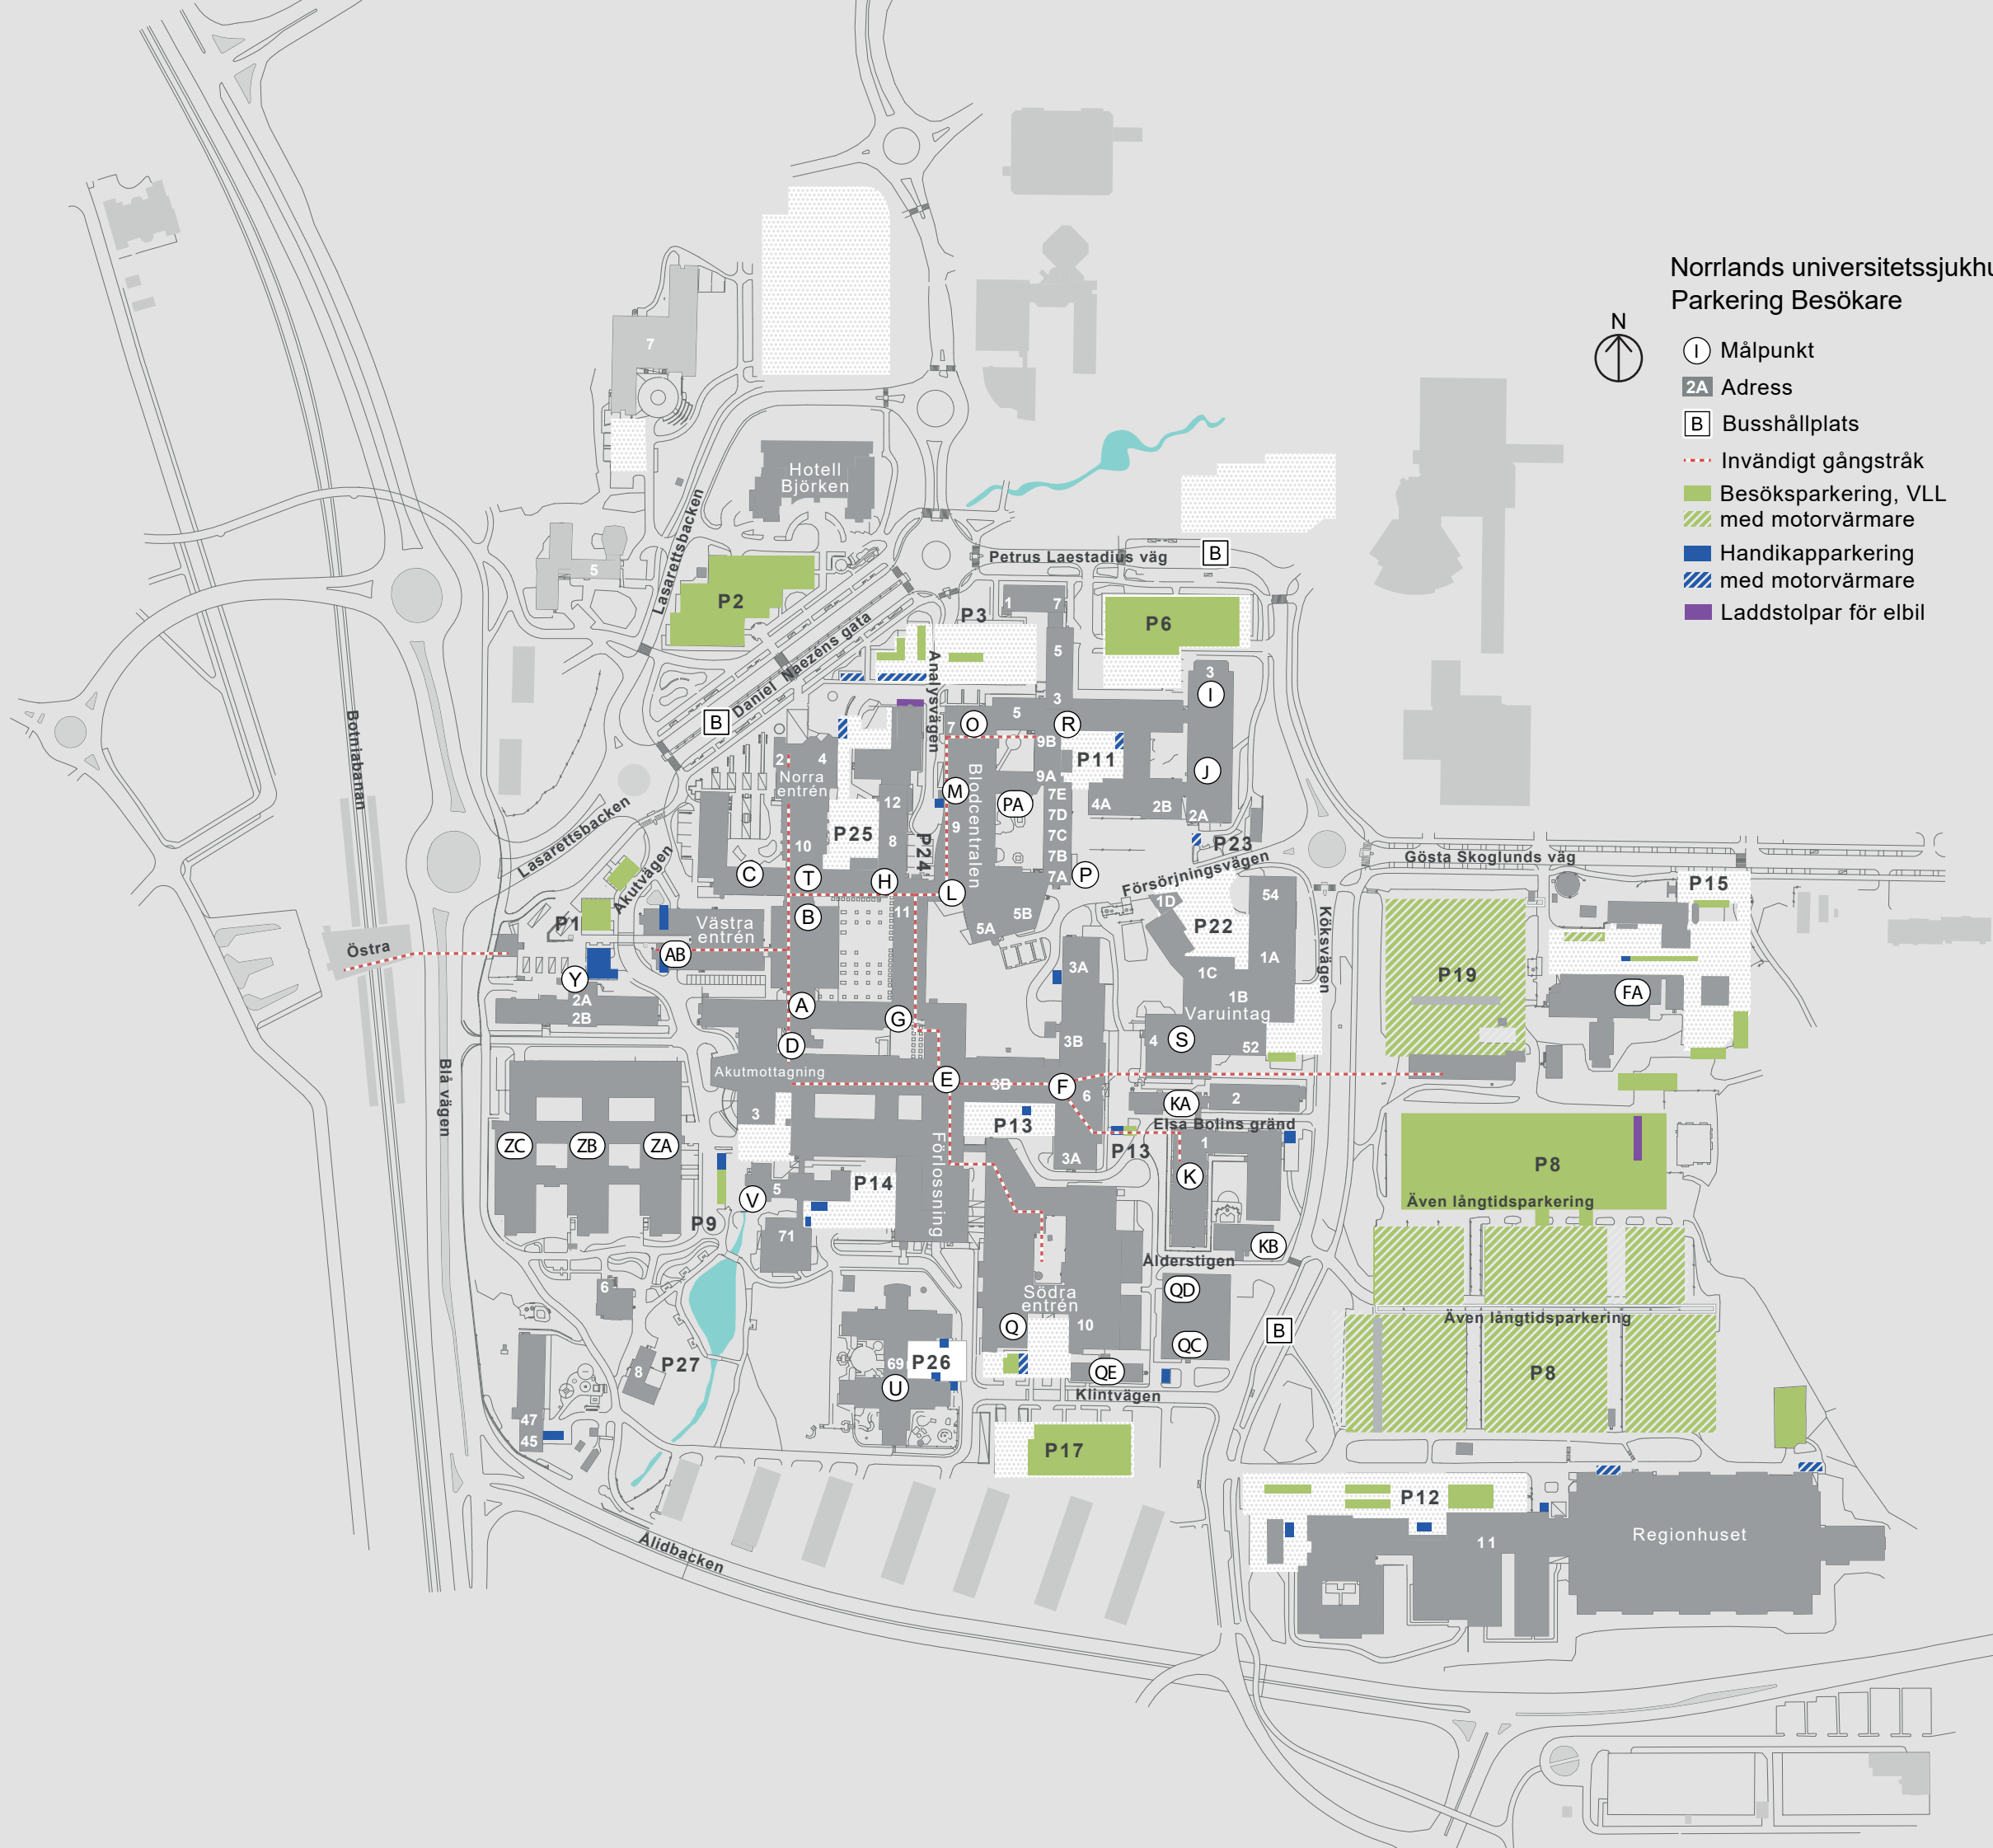 Norrlands universitetssjukhu
Parkering Besökare
N
I Målpunkt
2A Adress
B Busshållplats
Invändigt gångstråk
Besöksparkering, VLL
med motorvärmare
Handikapparkering
med motorvärmare
Laddstolpar för elbil
7
Hotell
Björken
Lasarettsbacken
5
P2
Petrus Laestadius väg
B
Daniel Naezéns gata
B
P3
1
7
P6
5
Analysvägen
3
I
3
5
7
O
R
9B
P11
J
2
4
Norra
entrén
Botniabanan
M
Blodcentralen
PA
9A
7E
4A
2B
2A
7D
12
9
P25
P24
8
10
7C
7B
7A
P
P23
Försörjningsvägen
Gösta Skoglunds väg
Lasarettsbacken
Akutvägen
C
T
H
L
P15
1D
54
P1
Västra
entrén
B
11
5B
5A
P22
Köksvägen
Östra
AB
3A
1C
1A
P19
Y
2A
2B
A
G
1B
Varuintag
FA
D
3B
4
S
52
Akutmottagning
E
3B
F
6
KA
2
Blå vägen
3
P13
Elsa Bolins gränd
P13
1
ZC
ZB
ZA
Förlossning
3A
K
P8
Även långtidsparkering
P14
V
5
P9
71
KB
Ålderstigen
6
Södra
entrén
QD
Även långtidsparkering
Q
10
B
QC
P27
8
69
P26
U
QE
P8
Klintvägen
47
45
P17
P12
Regionhuset
11
Ålidbacken